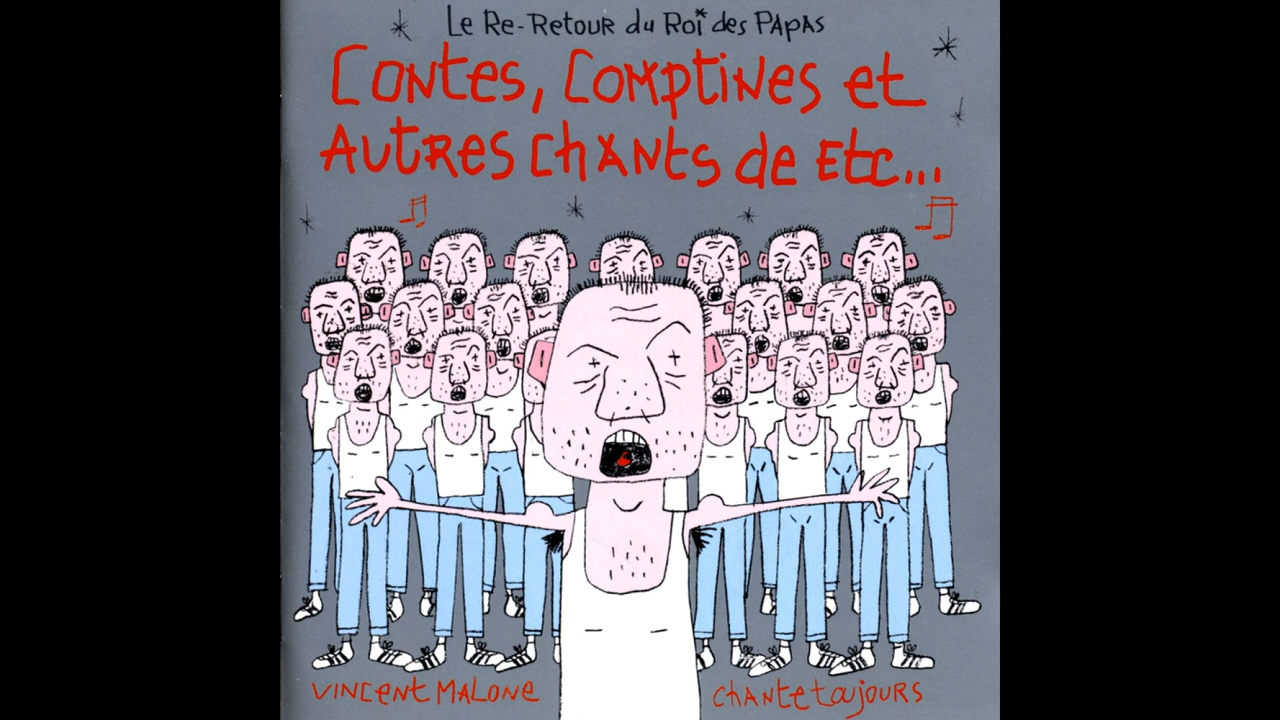 Le Re-Retour du Roi des Papas
Contes, Comptines et
Autres chants de Etc...
Vincent Malone
chante toujours